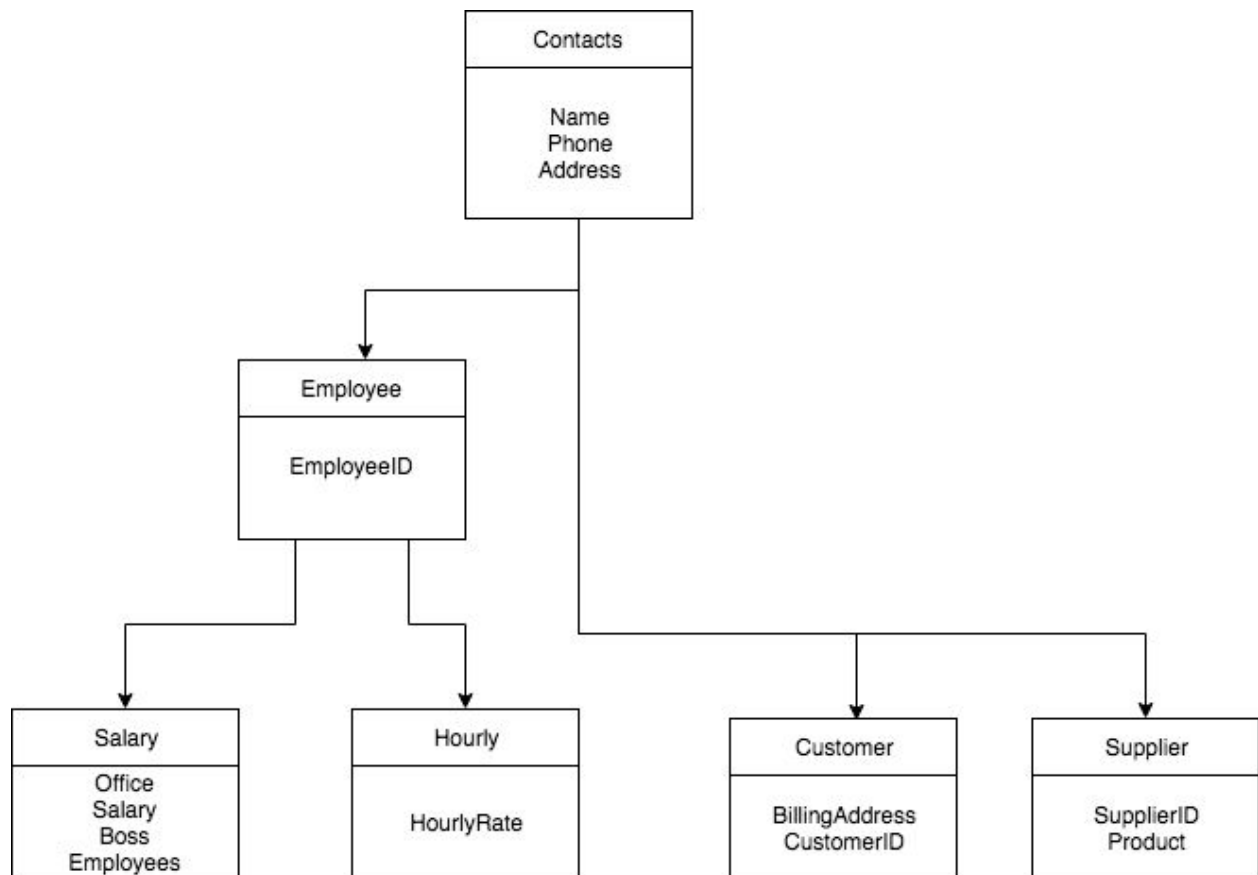 Contacts
Name
Phone
Address
Employee
EmployeeID
Salary
Office
Salary
Boss
Employees
Hourly
HourlyRate
Customer
BillingAddress
CustomerID
Supplier
SupplierID
Product